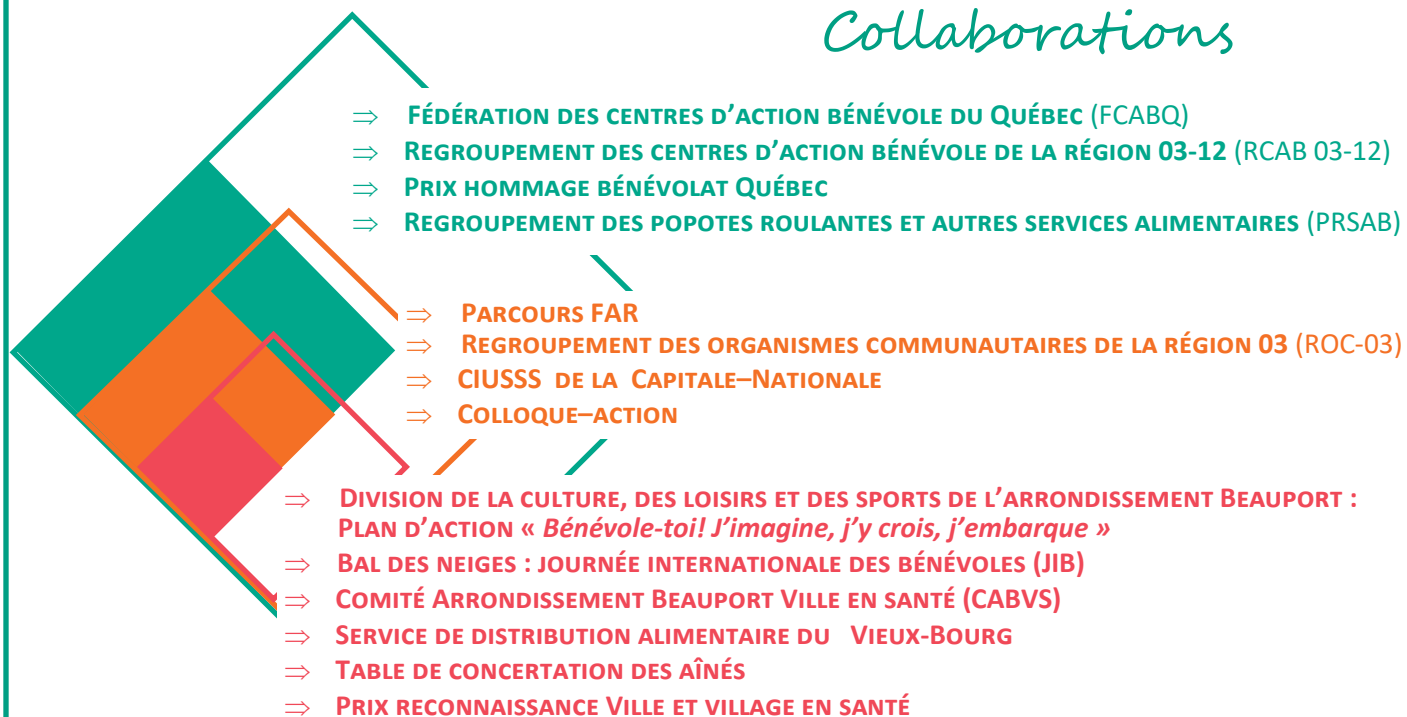 Collaborations
⇒ Fédération des centres d’action bénévole du Québec (FCABQ)
⇒ Regroupement des centres d’action bénévole de la région 03-12 (RCAB 03-12)
⇒ Prix hommage bénévolat Québec
⇒ Regroupement des popotes roulantes et autres services alimentaires (PRSAB)
⇒ Parcours FAR
⇒ Regroupement des organismes communautaires de la région 03 (ROC-03)
⇒ CIUSSS de la Capitale–Nationale
⇒ Colloque–action
⇒ Division de la culture, des loisirs et des sports de l’arrondissement Beauport :
Plan d’action « Bénévole-toi! J’imagine, j’y crois, j’embarque »
⇒ Bal des neiges : journée internationale des bénévoles (JIB)
⇒ Comité Arrondissement Beauport Ville en santé (CABVS)
⇒ Service de distribution alimentaire du Vieux-Bourg
⇒ Table de concertation des aînés
⇒ Prix reconnaissance Ville et village en santé